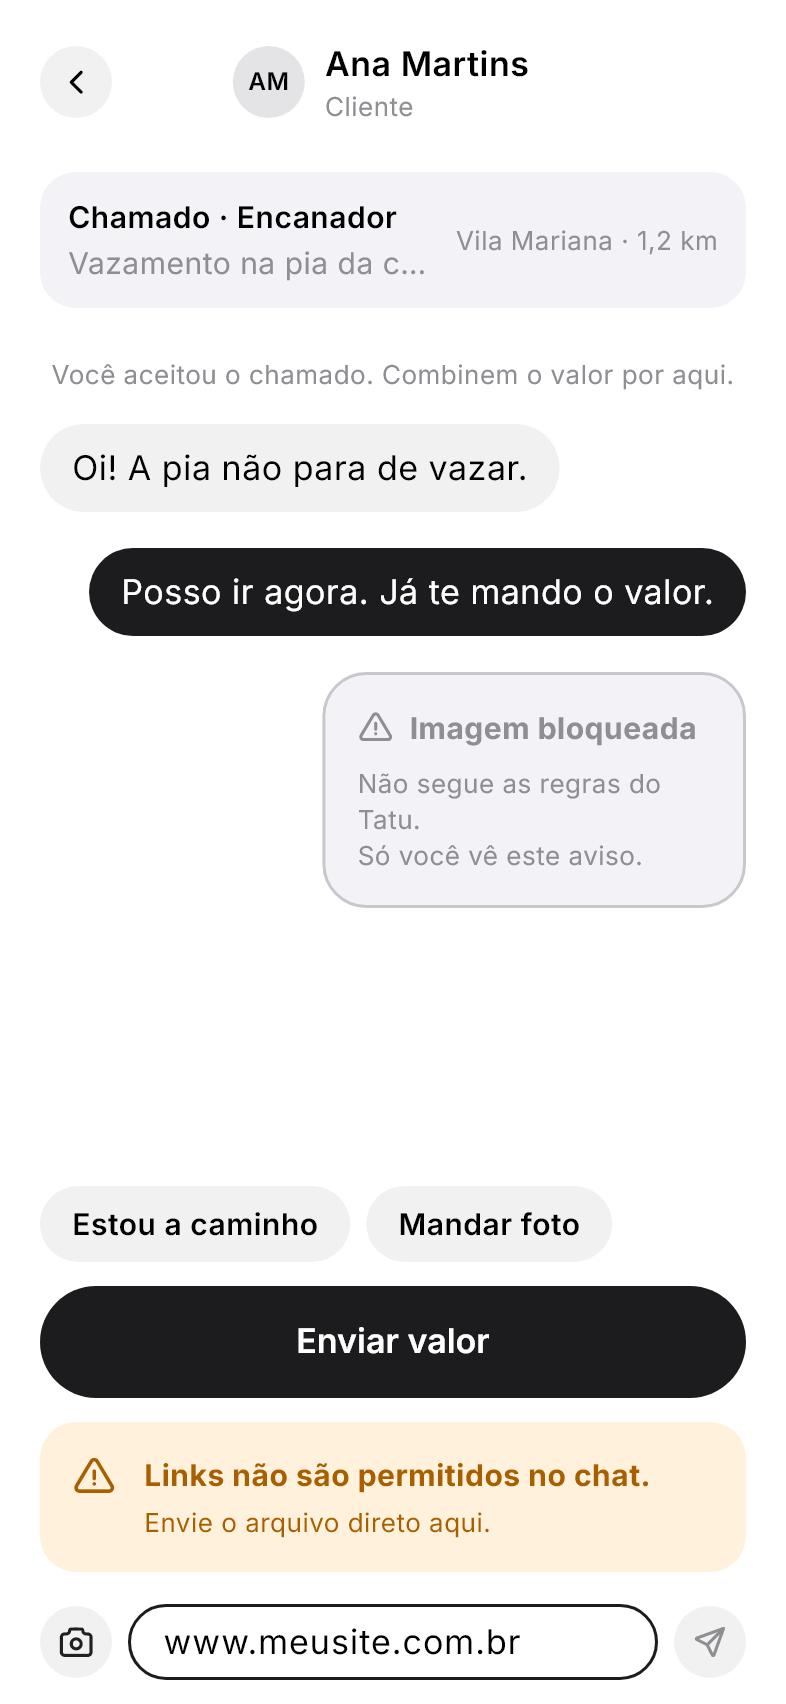 AM
Ana Martins
Cliente
Chamado · Encanador
Vazamento na pia da c...
Vila Mariana · 1,2 km
Você aceitou o chamado. Combinem o valor por aqui.
Oi! A pia não para de vazar.
Posso ir agora. Já te mando o valor.
Imagem bloqueada
Não segue as regras do
Tatu.
Só você vê este aviso.
Estou a caminho
Mandar foto
Enviar valor
Links não são permitidos no chat.
Envie o arquivo direto aqui.
www.meusite.com.br